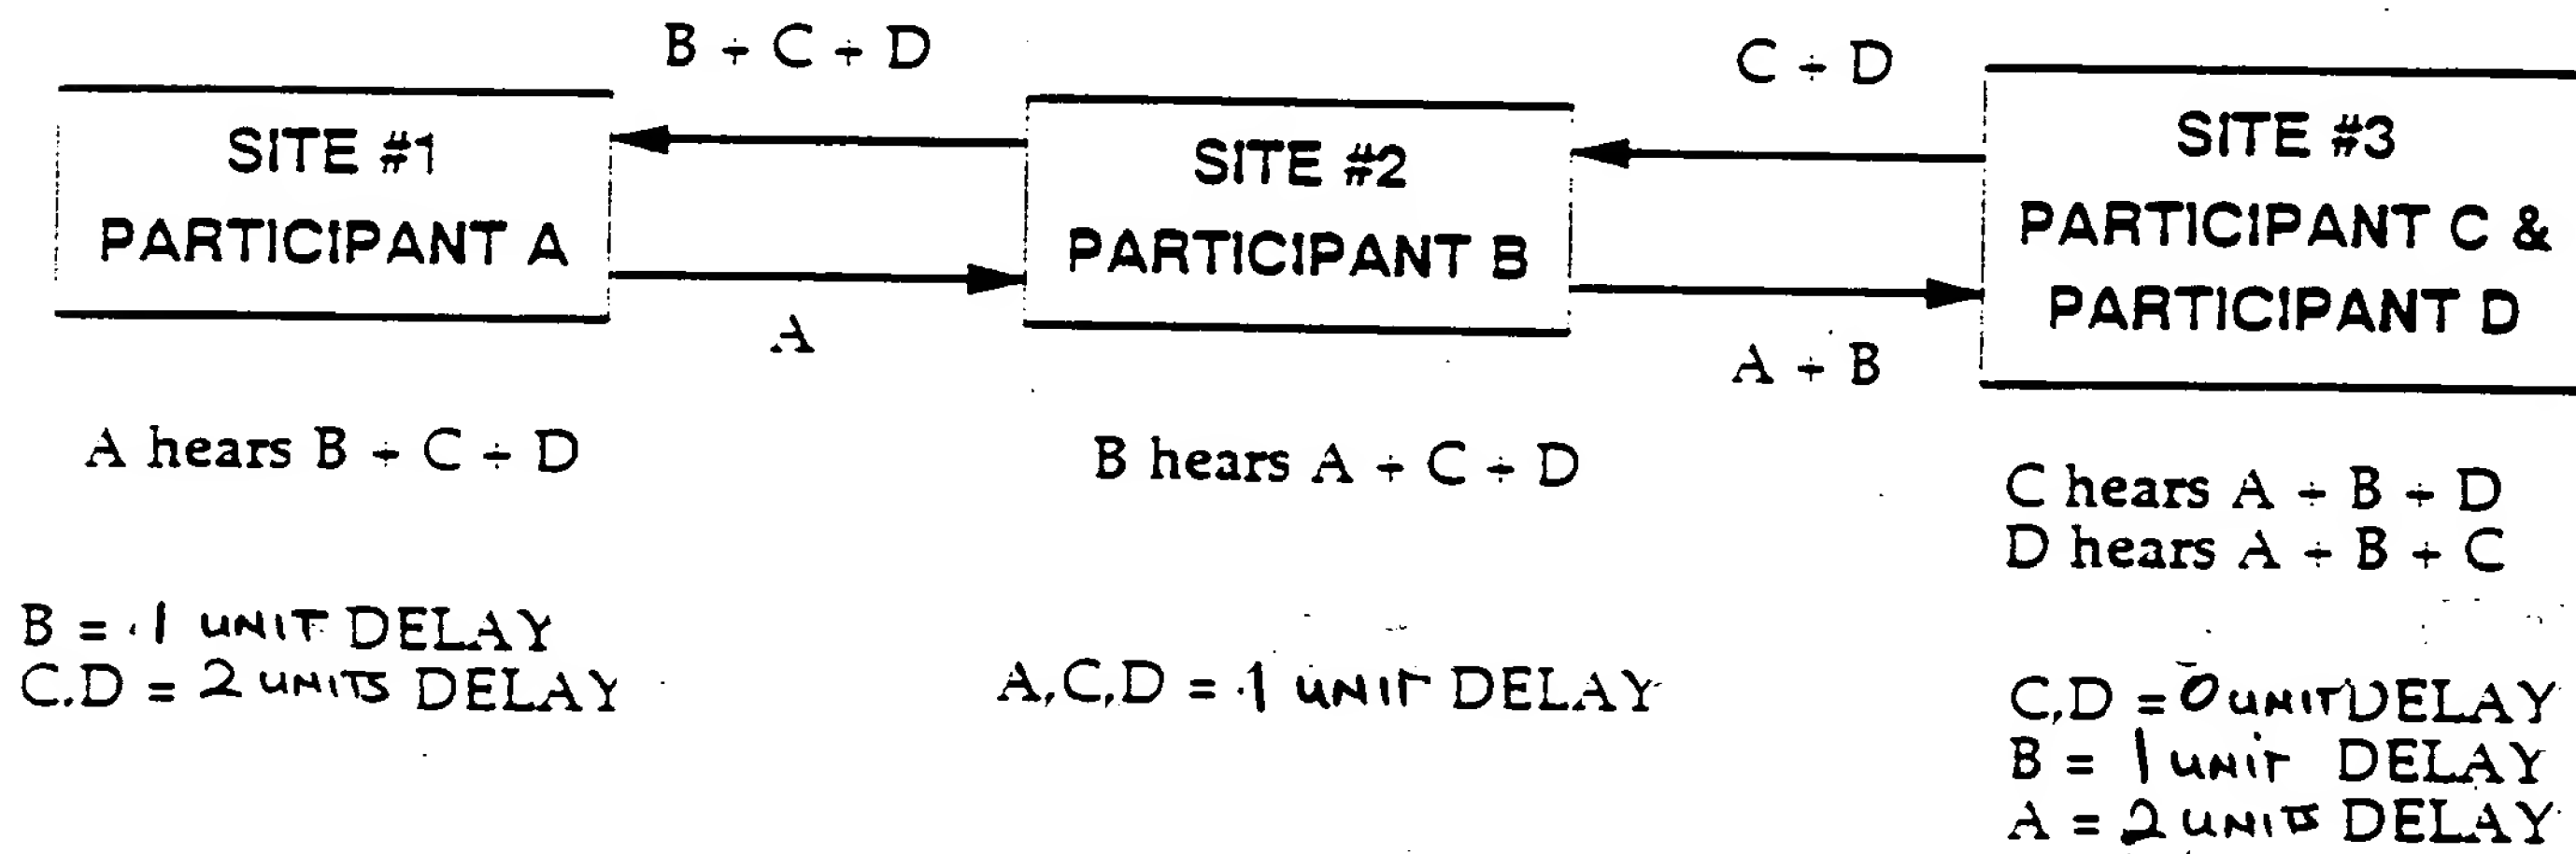 B + C + D
C + D
SITE #1
PARTICIPANT A
SITE #2
PARTICIPANT B
SITE #3
PARTICIPANT C &
PARTICIPANT D
A
A + B
A hears B + C + D
B hears A + C + D
C hears A + B + D
D hears A + B + C
B = 1 UNIT DELAY
C,D = 2 UNITS DELAY
A,C,D = 1 UNIT DELAY
C,D = 0 UNIT DELAY
B = 1 UNIT DELAY
A = 2 UNITS DELAY